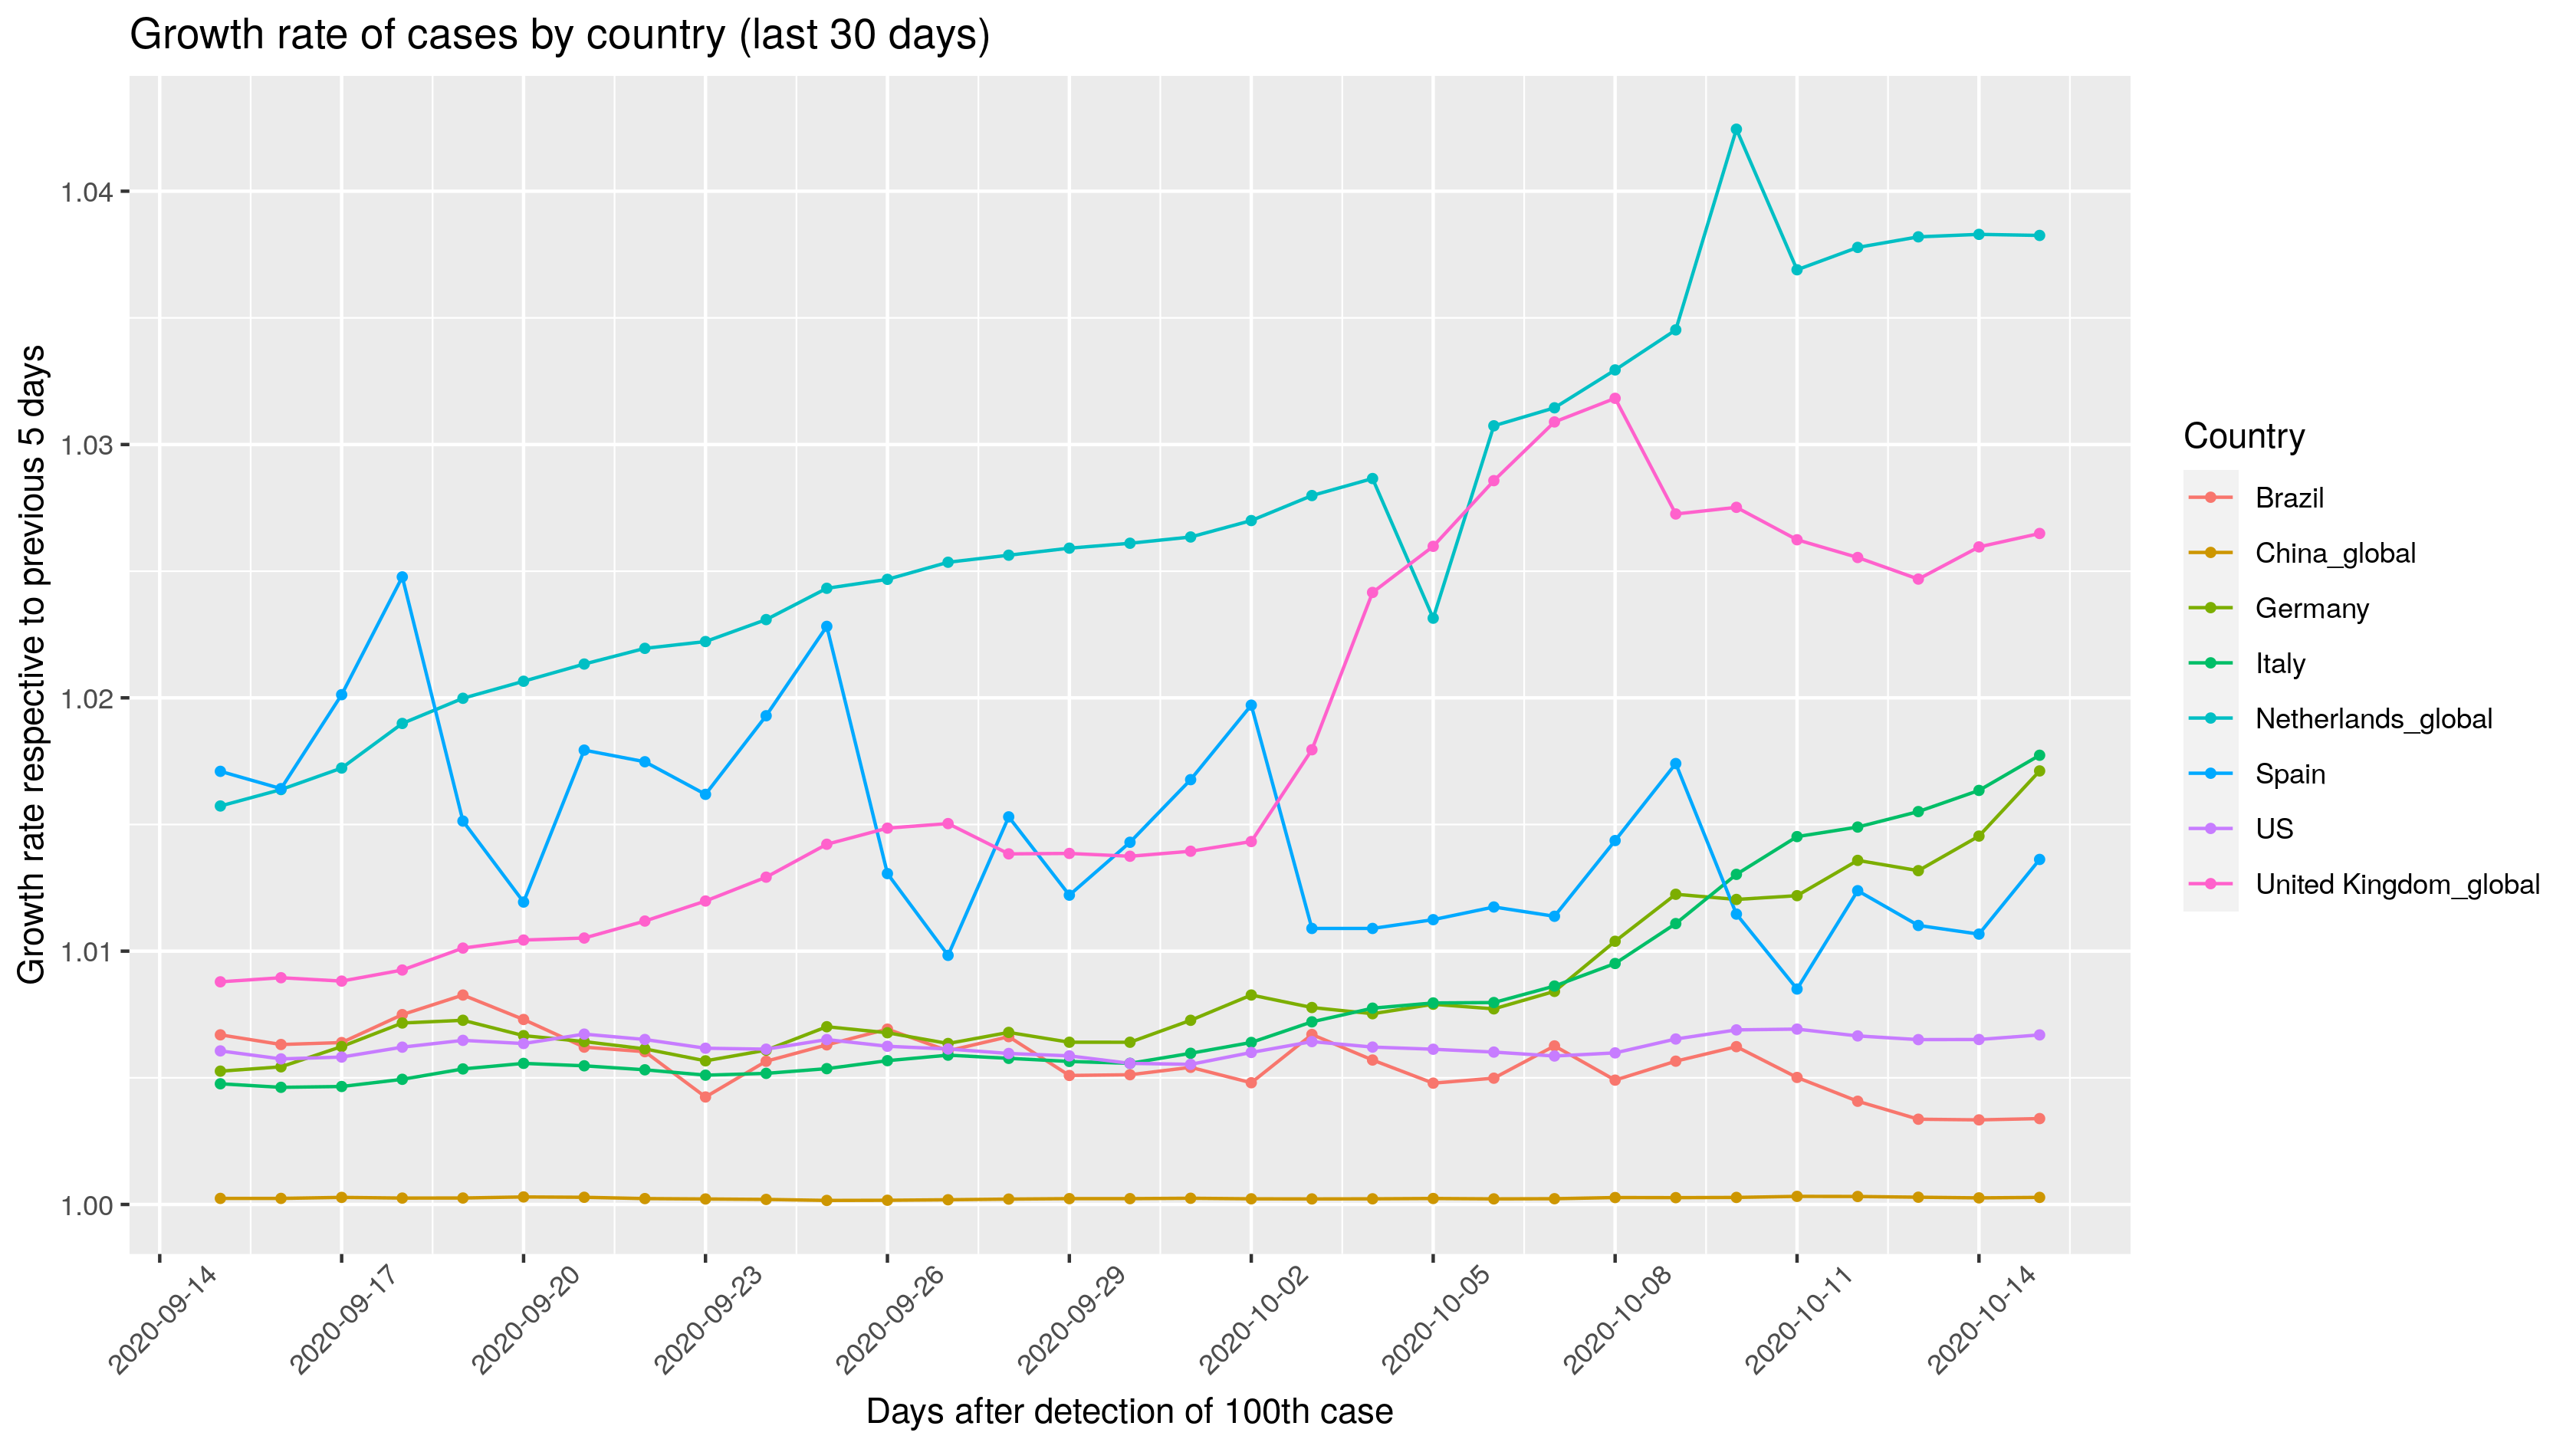 Growth rate of cases by country (last 30 days)
Growth rate respective to previous 5 days
1.04
1.03
1.02
1.01
1.00
2020-09-14
2020-09-17
2020-09-20
2020-09-23
2020-09-26
2020-09-29
2020-10-02
2020-10-05
2020-10-08
2020-10-11
2020-10-14
Days after detection of 100th case
Country
Brazil
China_global
Germany
Italy
Netherlands_global
Spain
US
United Kingdom_global